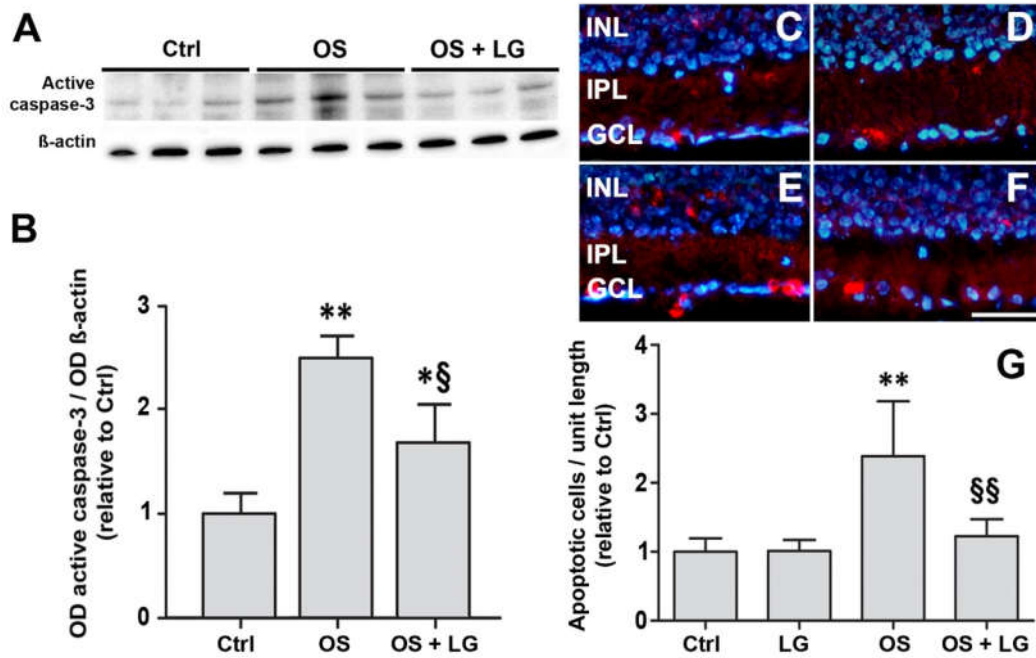 A
Ctrl OS OS + LG
Active
caspase-3
ß-actin
B
OD active caspase-3 / OD ß-actin
(relative to Ctrl)
3
2
1
0
**
*§
Ctrl OS OS + LG
C
INL
IPL
GCL
D
E
INL
IPL
GCL
F
G
Apoptotic cells / unit length
(relative to Ctrl)
4
3
2
1
0
**
§§
Ctrl LG OS OS + LG